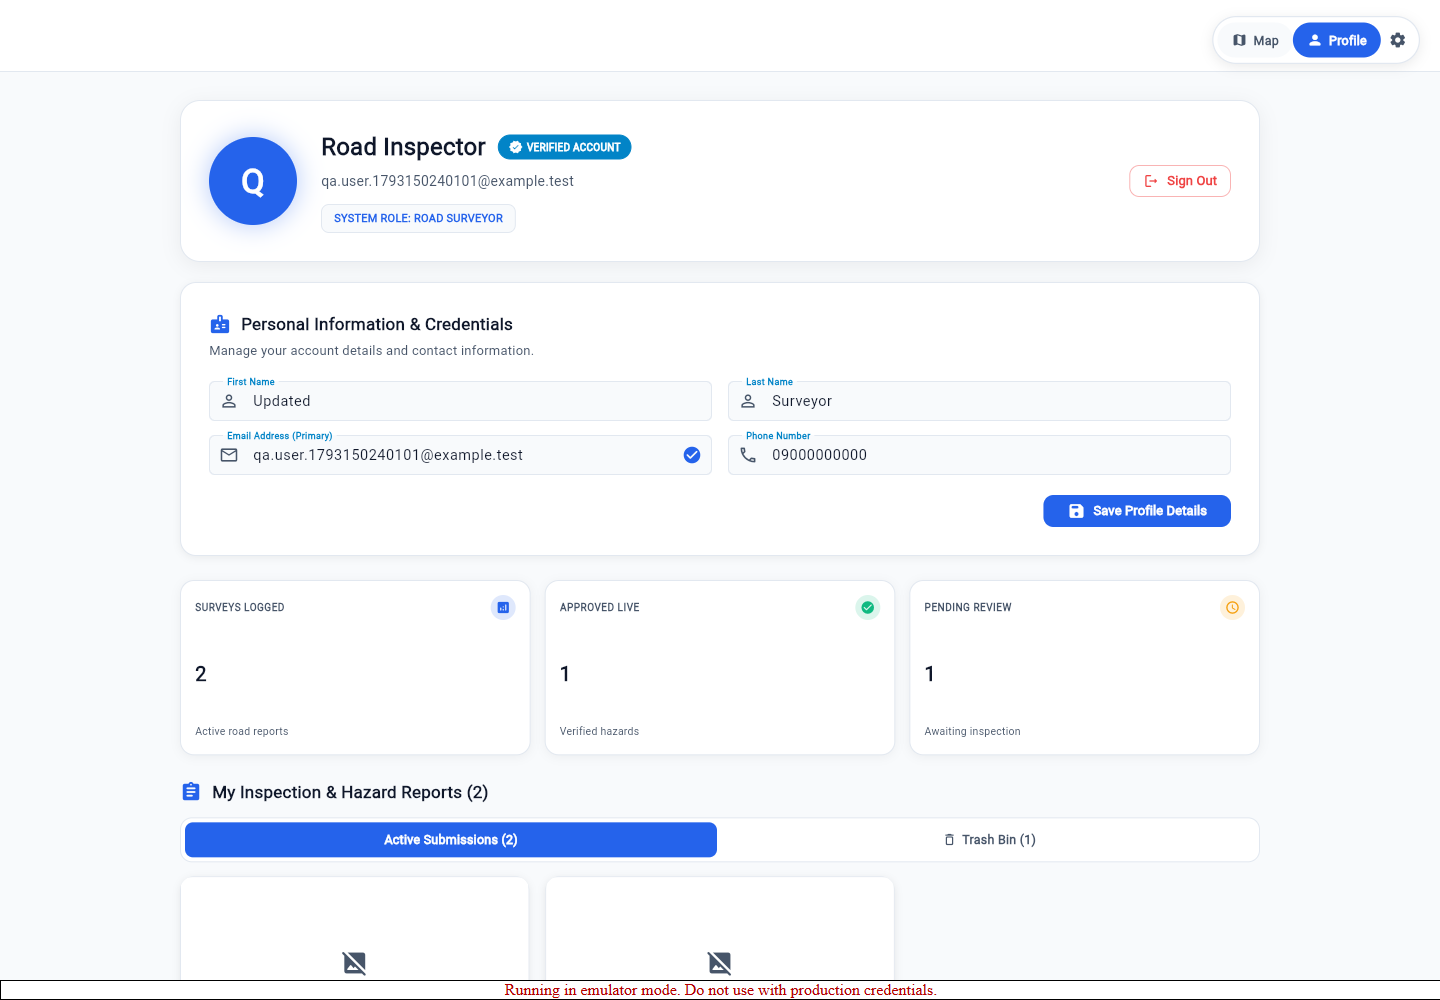 Map
Profile
Q
Road Inspector
VERIFIED ACCOUNT
qa.user.1793150240101@example.test
SYSTEM ROLE: ROAD SURVEYOR
Sign Out
Personal Information & Credentials
Manage your account details and contact information.
First Name
Updated
Last Name
Surveyor
Email Address (Primary)
qa.user.1793150240101@example.test
Phone Number
09000000000
Save Profile Details
SURVEYS LOGGED
2
Active road reports
APPROVED LIVE
1
Verified hazards
PENDING REVIEW
1
Awaiting inspection
My Inspection & Hazard Reports (2)
Active Submissions (2)
Trash Bin (1)
Running in emulator mode. Do not use with production credentials.